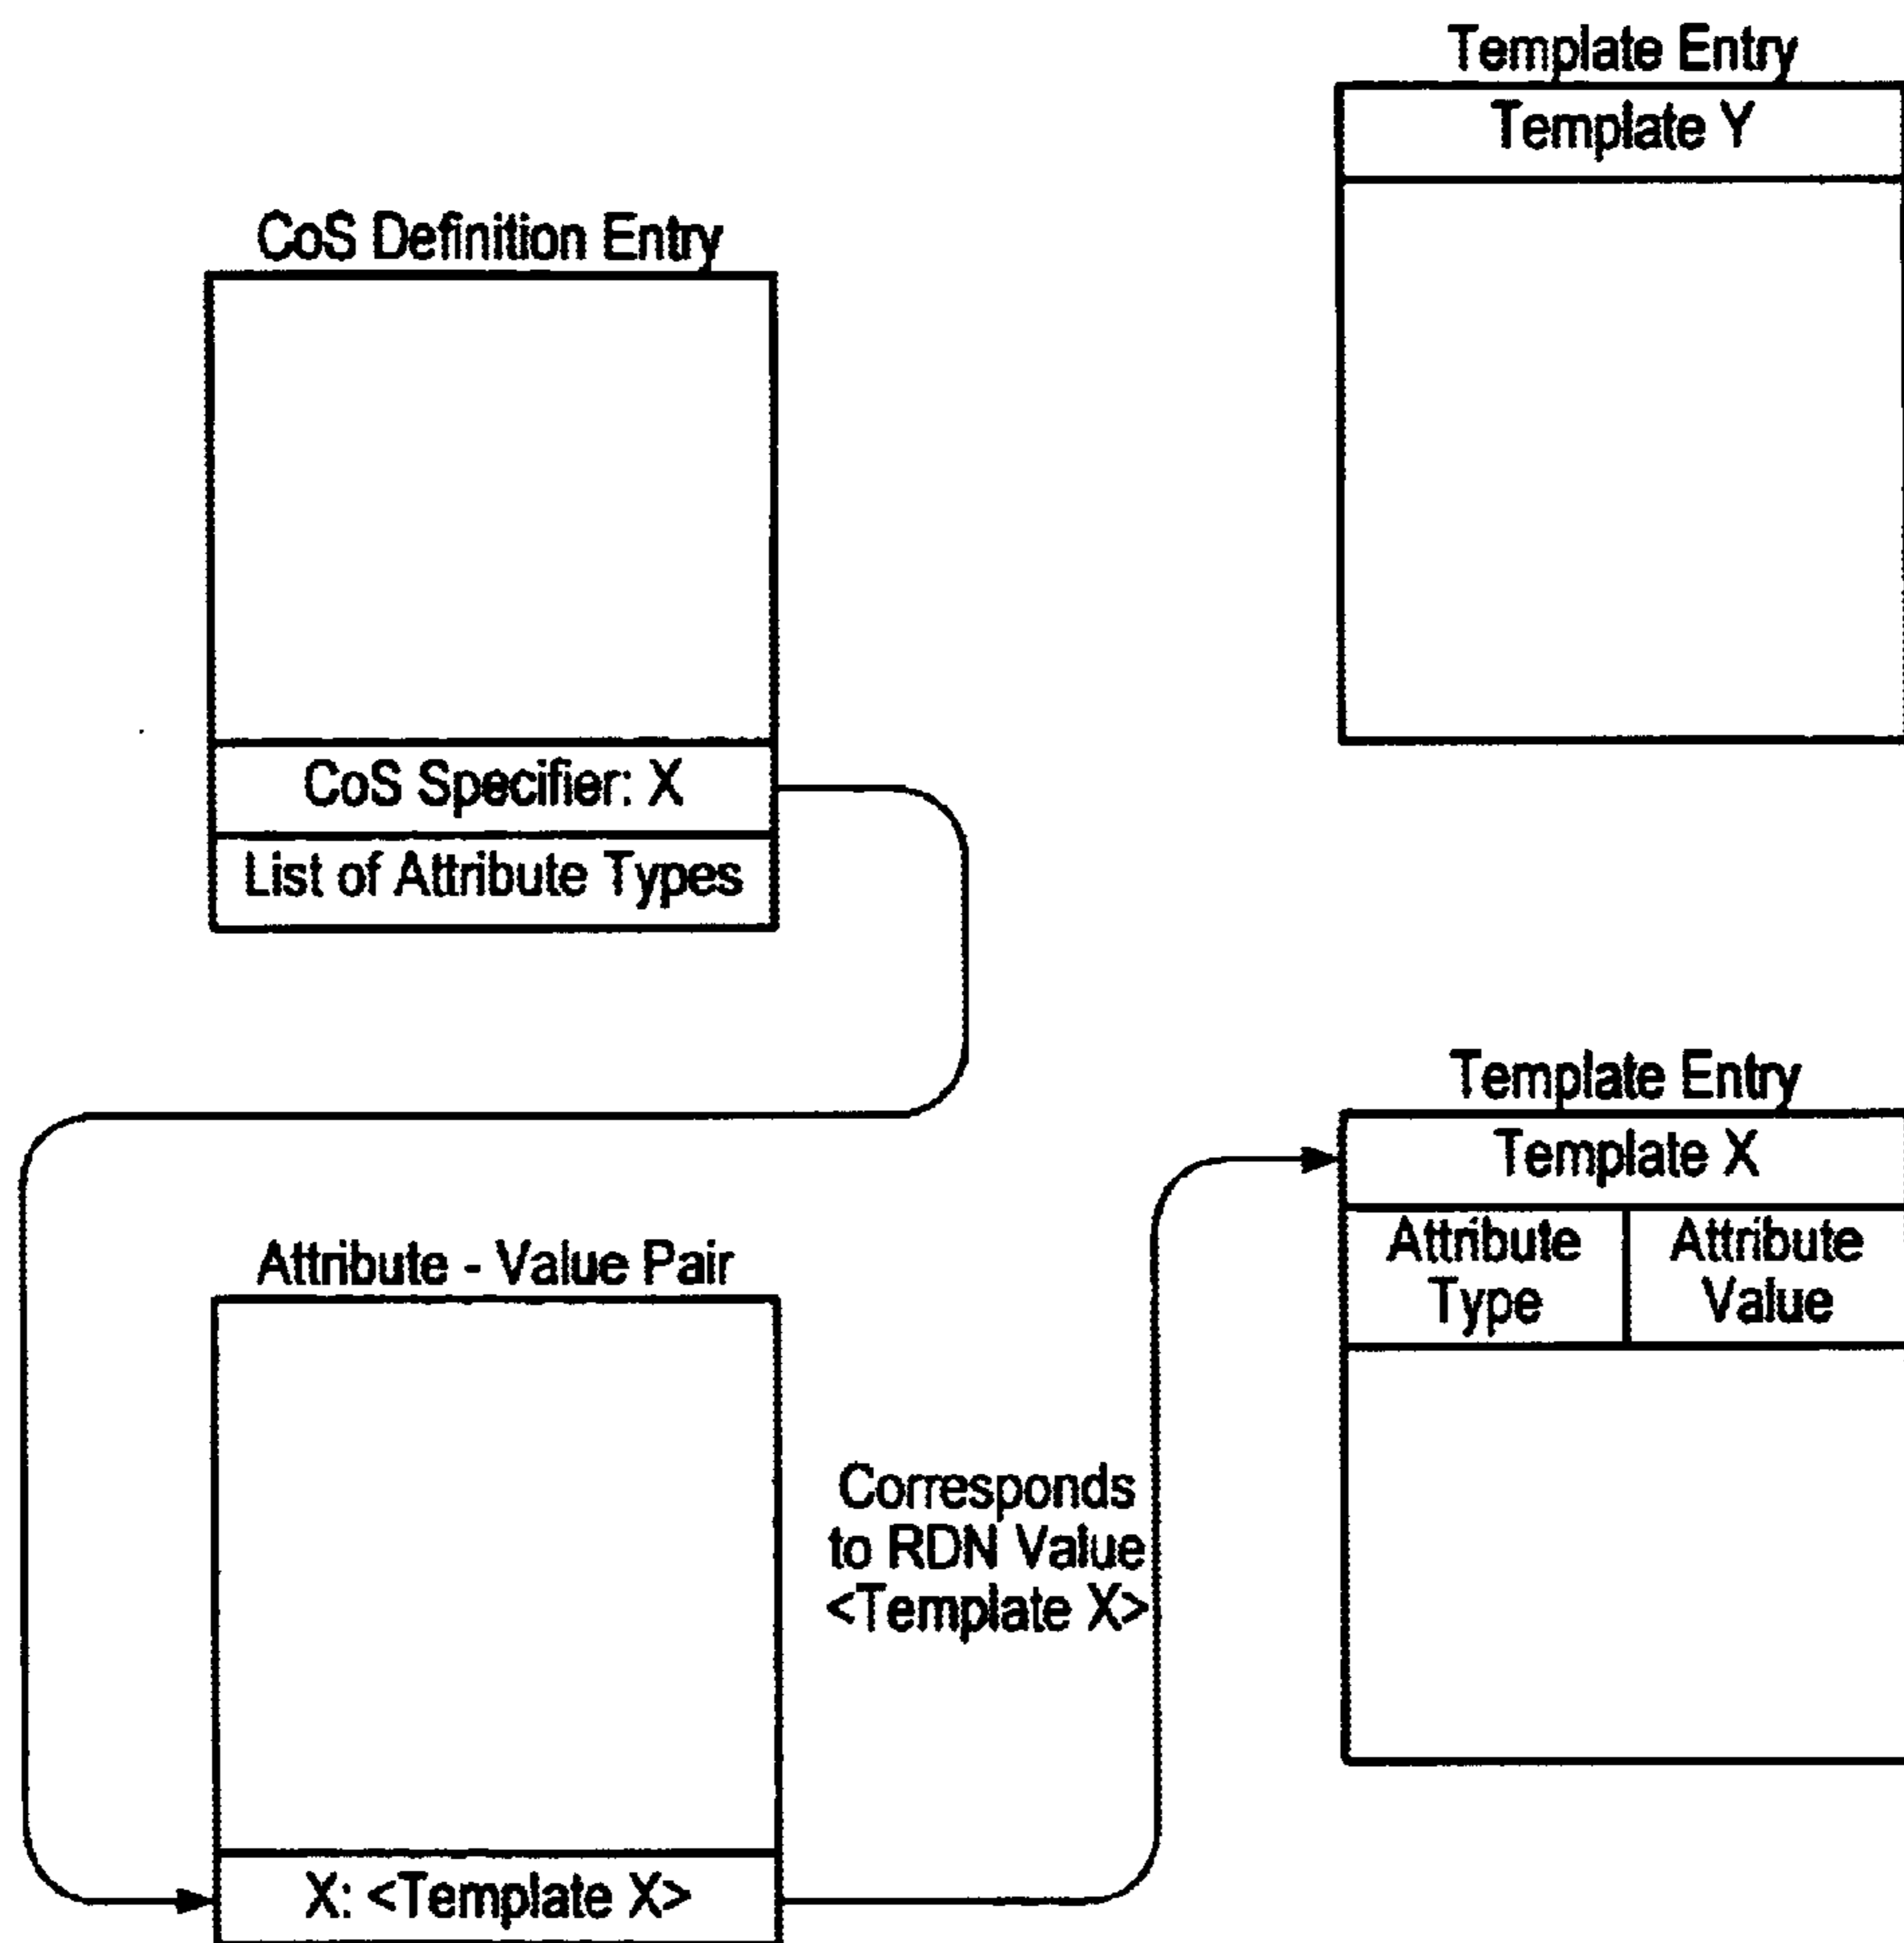 Template Entry
Template Y
CoS Definition Entry
CoS Specifier: X
List of Attribute Types
Template Entry
Template X
Attribute
Type
Attribute
Value
Attribute - Value Pair
Corresponds
to RDN Value
<Template X>
X: <Template X>